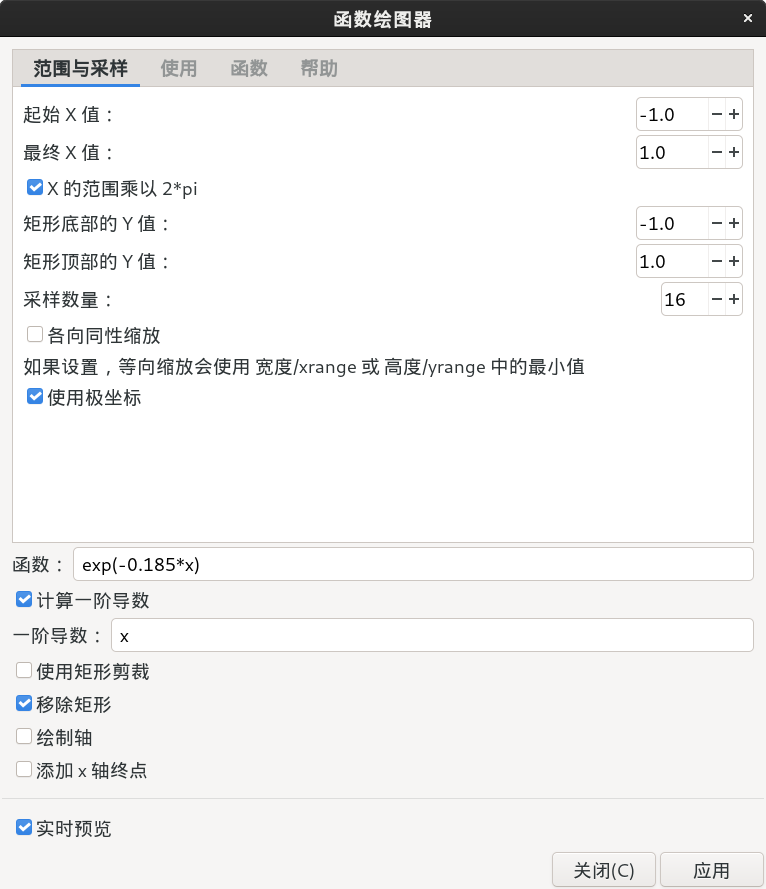 函数绘图器
范围与采样 使用 函数 帮助
起始 X 值： -1.0
最终 X 值： 1.0
X 的范围乘以 2*pi
矩形底部的 Y 值： -1.0
矩形顶部的 Y 值： 1.0
采样数量： 16
各向同性缩放
如果设置，等向缩放会使用 宽度/xrange 或 高度/yrange 中的最小值
使用极坐标
函数： exp(-0.185*x)
计算一阶导数
一阶导数： x
使用矩形剪裁
移除矩形
绘制轴
添加 x 轴终点
实时预览
关闭(C) 应用